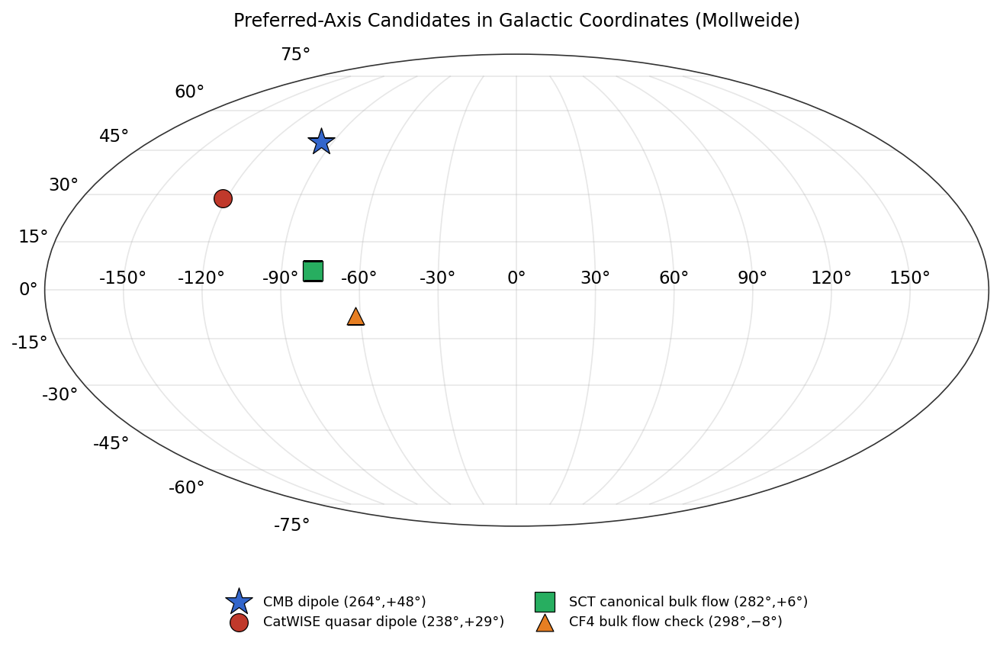 Preferred-Axis Candidates in Galactic Coordinates (Mollweide)
75°
60°
45°
30°
15°
-150° -120° -90° -60° -30° 0° 30° 60° 90° 120° 150°
0°
-15°
-30°
-45°
-60°
-75°
CMB dipole (264°,+48°)
CatWISE quasar dipole (238°,+29°)
SCT canonical bulk flow (282°,+6°)
CF4 bulk flow check (298°,−8°)